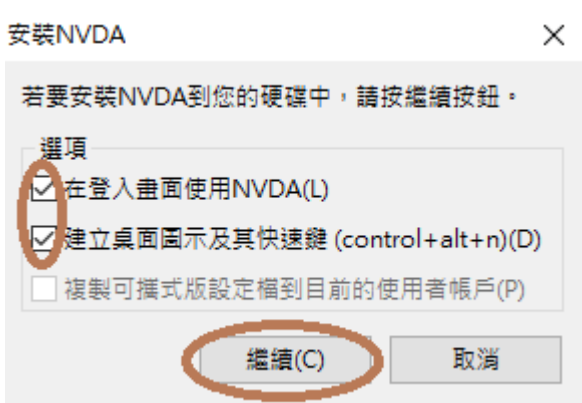 安裝NVDA
若要安裝NVDA到您的硬碟中，請按繼續按鈕。
選項
在登入畫面使用NVDA(L)
建立桌面圖示及其快速鍵 (control+alt+n)(D)
複製可攜式版設定檔到目前的使用者帳戶(P)
繼續(C)
取消